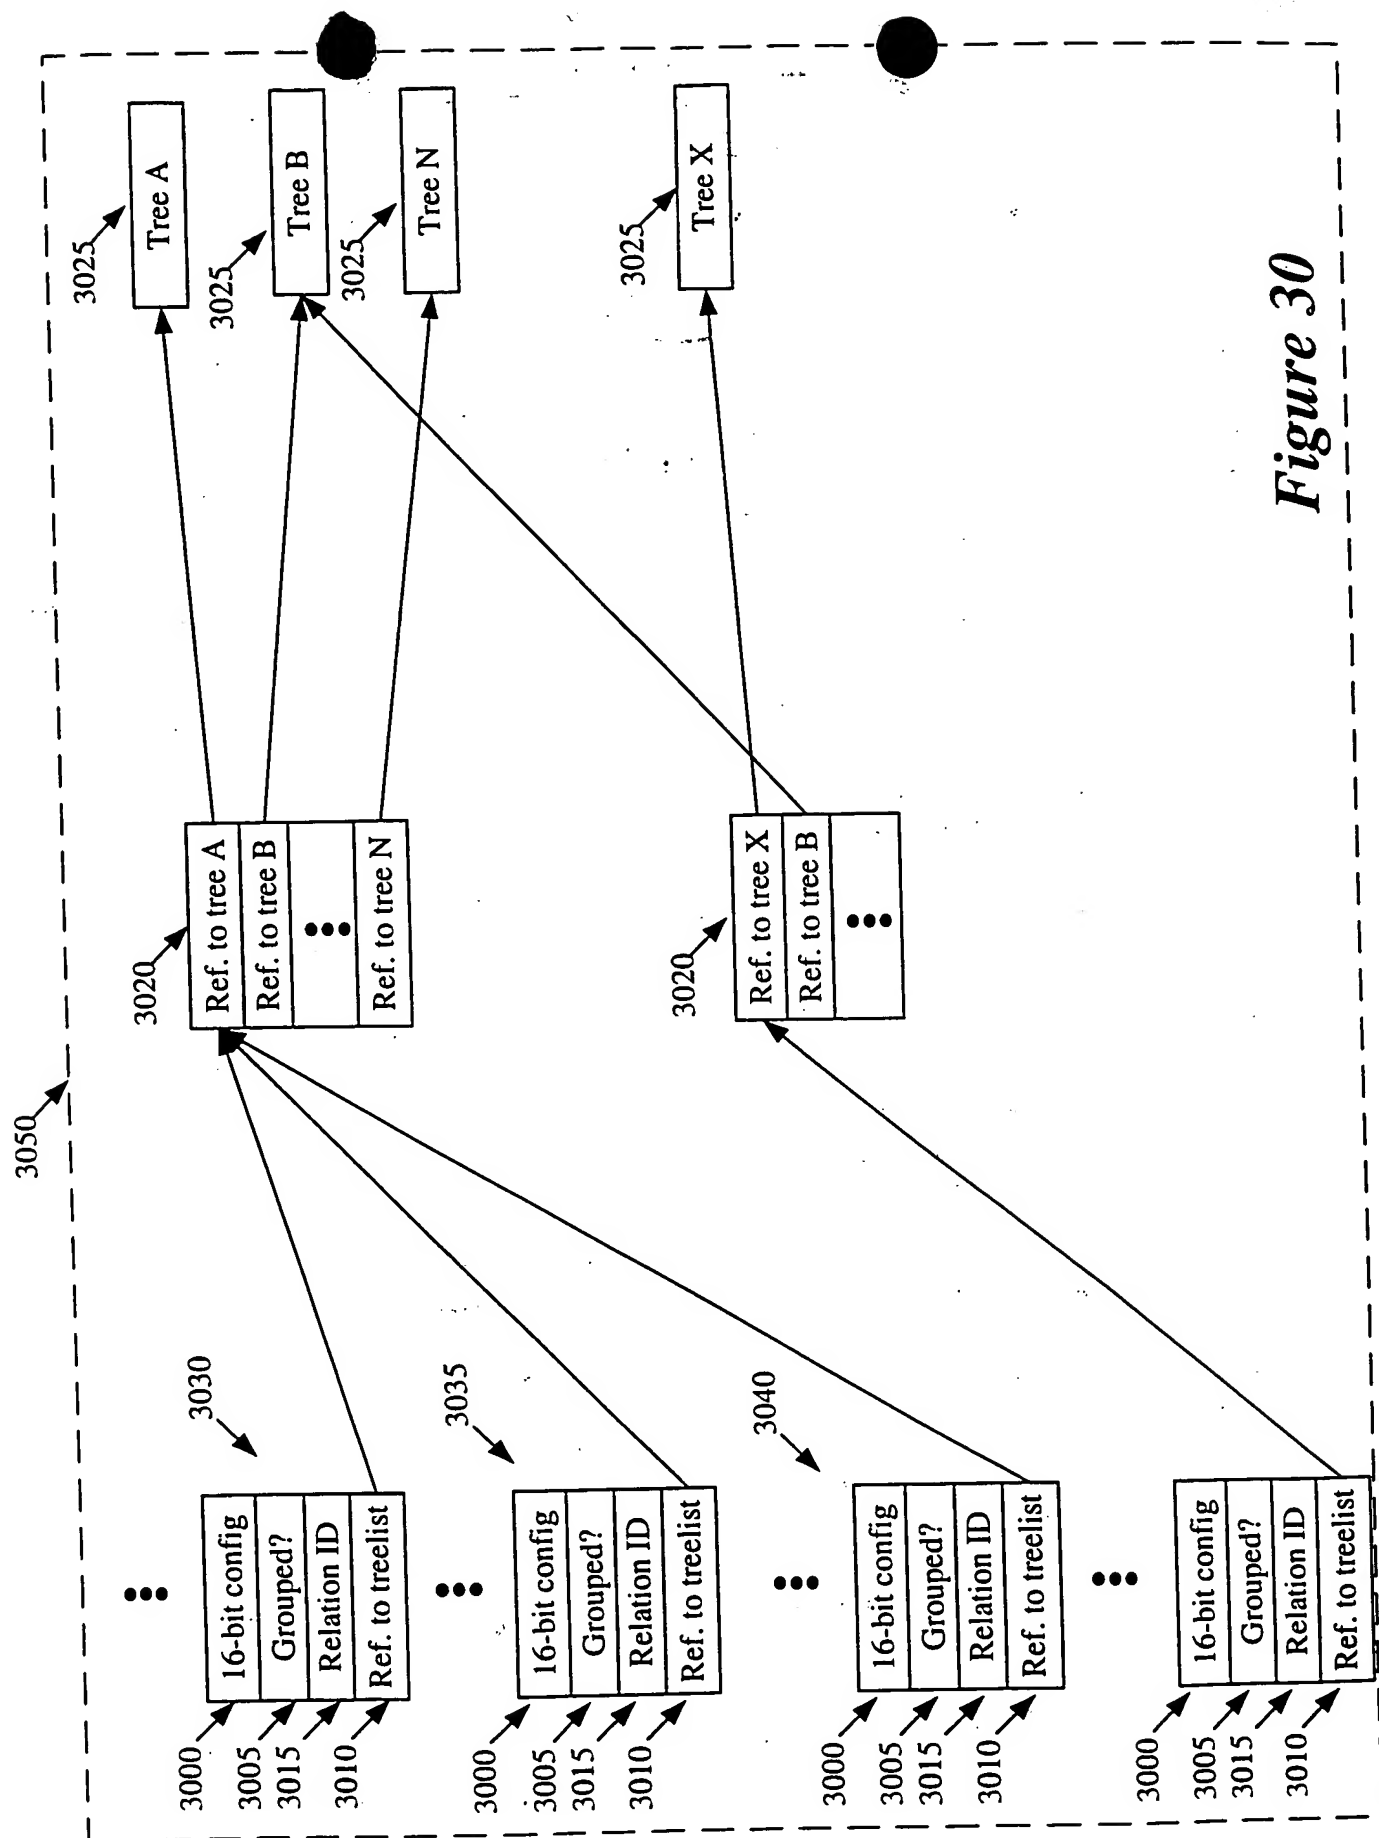 3050
3030
3000 16-bit config
3005 Grouped?
3015 Relation ID
3010 Ref. to treelist
3035
3000 16-bit config
3005 Grouped?
3015 Relation ID
3010 Ref. to treelist
3040
3000 16-bit config
3005 Grouped?
3015 Relation ID
3010 Ref. to treelist
3000 16-bit config
3005 Grouped?
3015 Relation ID
3010 Ref. to treelist
3020
Ref. to tree A
Ref. to tree B
Ref. to tree N
3020
Ref. to tree X
Ref. to tree B
3025
Tree A
3025
Tree B
3025
Tree N
3025
Tree X
Figure 30